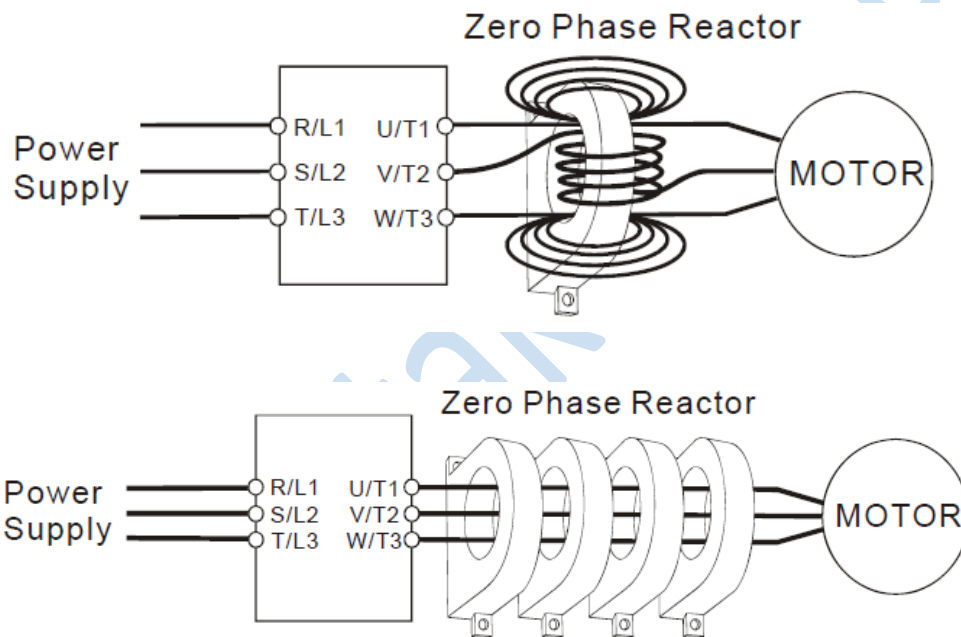 Zero Phase Reactor
Power
Supply
R/L1 U/T1
S/L2 V/T2
T/L3 W/T3
MOTOR
Zero Phase Reactor
Power
Supply
R/L1 U/T1
S/L2 V/T2
T/L3 W/T3
MOTOR